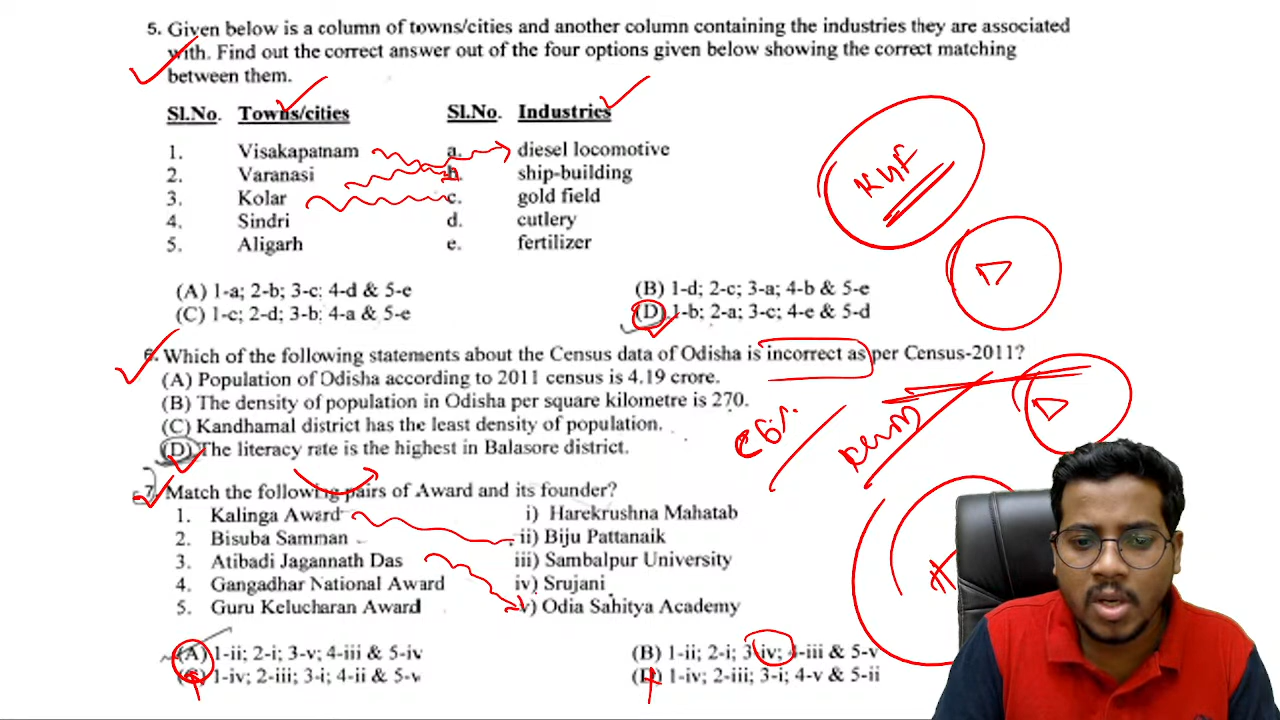 5. Given below is a column of towns/cities and another column containing the industries they are associated
with. Find out the correct answer out of the four options given below showing the correct matching
between them.
Sl.No. Towns/cities Sl.No. Industries
1. Visakapatnam a. diesel locomotive
2. Varanasi b. ship-building
3. Kolar c. gold field
4. Sindri d. cutlery
5. Aligarh e. fertilizer
(A) 1-a; 2-b; 3-c; 4-d & 5-e (B) 1-d; 2-c; 3-a; 4-b & 5-e
(C) 1-c; 2-d; 3-b; 4-a & 5-e (D) 1-b; 2-a; 3-c; 4-e & 5-d
6. Which of the following statements about the Census data of Odisha is incorrect as per Census-2011?
(A) Population of Odisha according to 2011 census is 4.19 crore.
(B) The density of population in Odisha per square kilometre is 270.
(C) Kandhamal district has the least density of population.
(D) The literacy rate is the highest in Balasore district.
7. Match the following pairs of Award and its founder?
1. Kalinga Award i) Harekrushna Mahatab
2. Bisuba Samman ii) Biju Pattanaik
3. Atibadi Jagannath Das iii) Sambalpur University
4. Gangadhar National Award iv) Srujani
5. Guru Kelucharan Award v) Odia Sahitya Academy
(A) 1-ii; 2-i; 3-v; 4-iii & 5-iv (B) 1-ii; 2-i; 3-iv; 4-iii & 5-v
(C) 1-iv; 2-iii; 3-i; 4-ii & 5-v (D) 1-iv; 2-iii; 3-i; 4-v & 5-ii